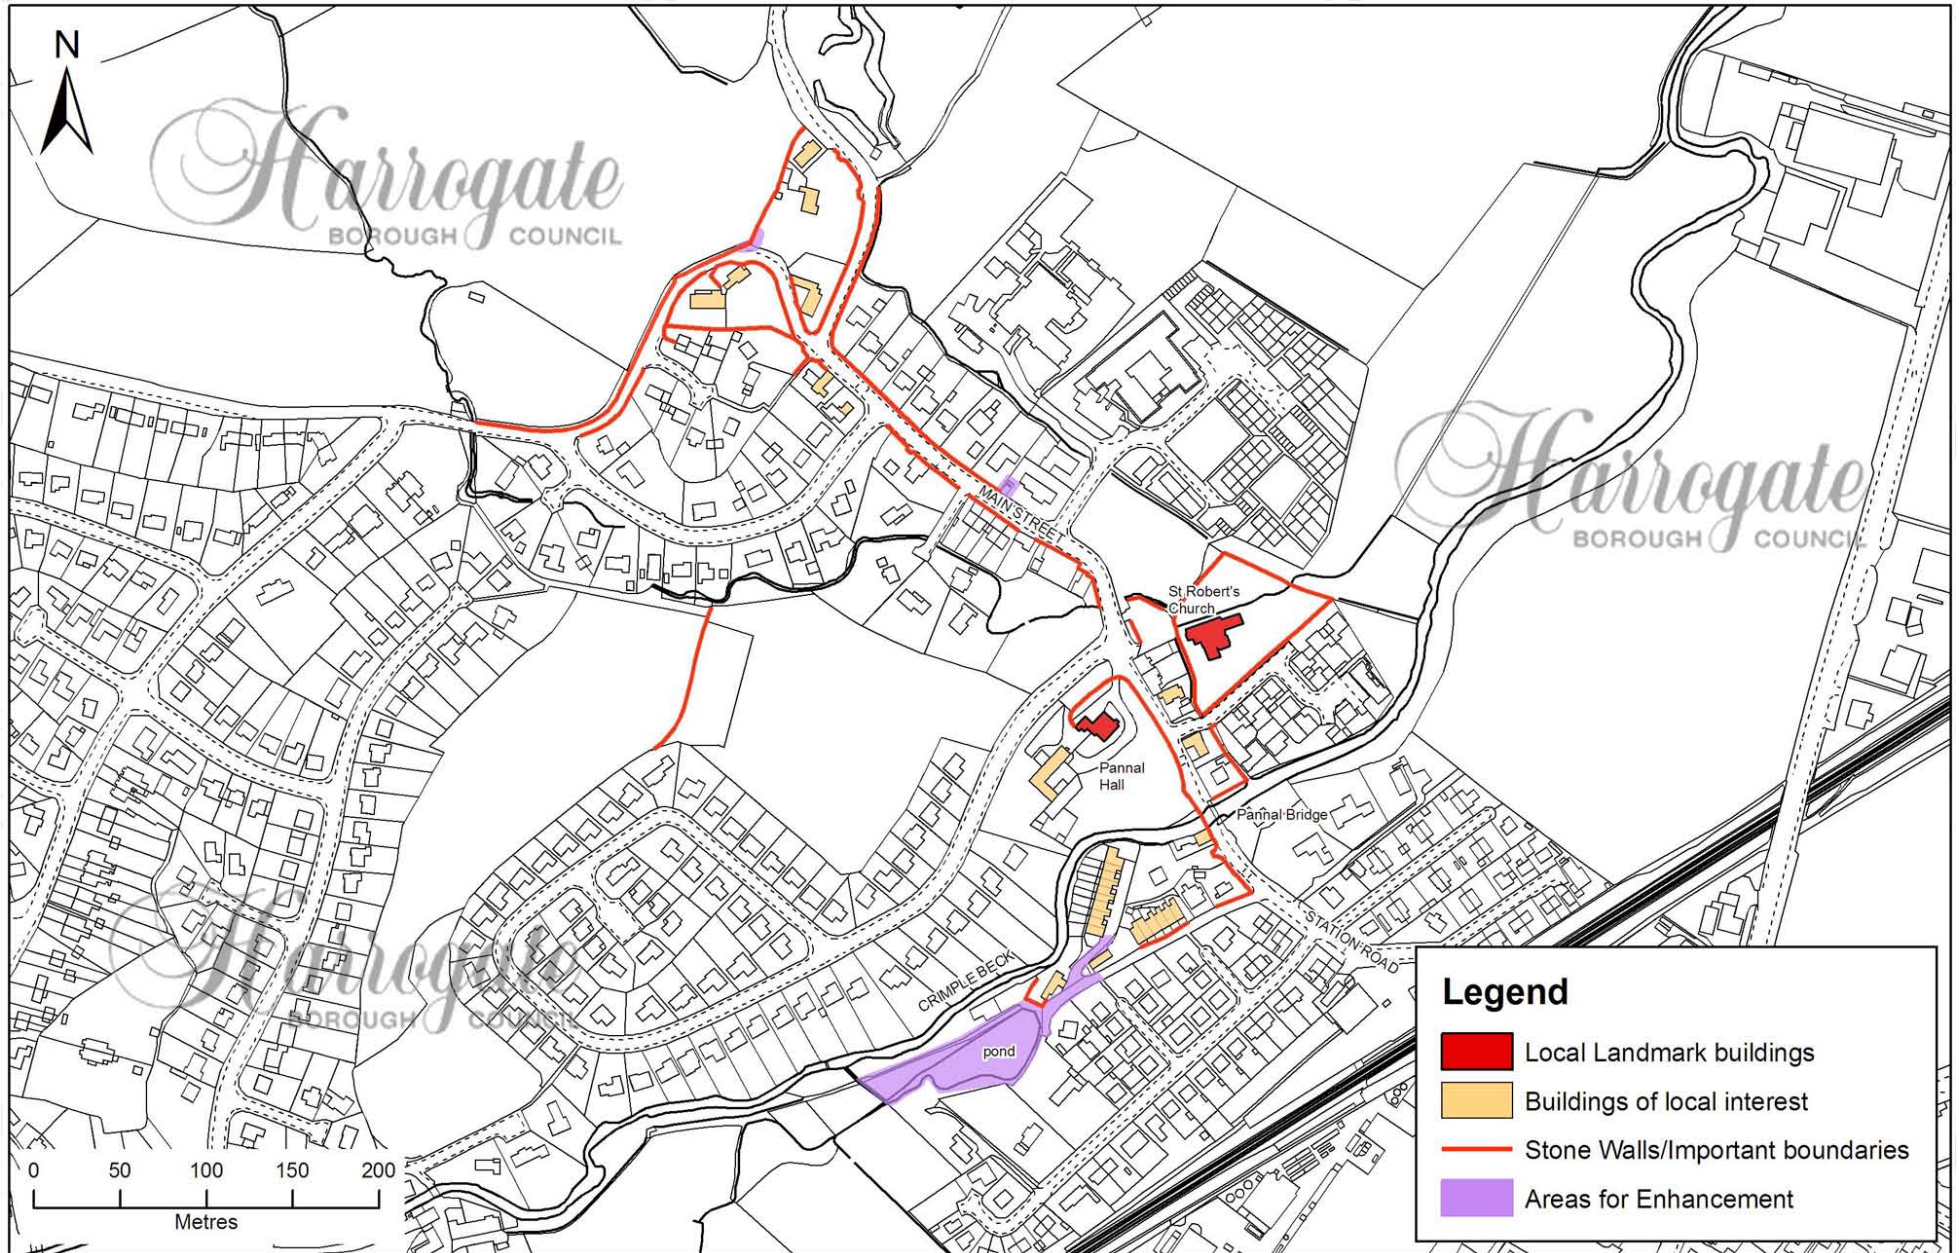 N
Harrogate
BOROUGH COUNCIL
Harrogate
BOROUGH COUNCIL
MAIN STREET
St Robert's
Church
Pannal
Hall
Pannal Bridge
STATION ROAD
Harrogate
BOROUGH COUNCIL
CRIMPLE BECK
pond
0 50 100 150 200
Metres
Legend
Local Landmark buildings
Buildings of local interest
Stone Walls/Important boundaries
Areas for Enhancement